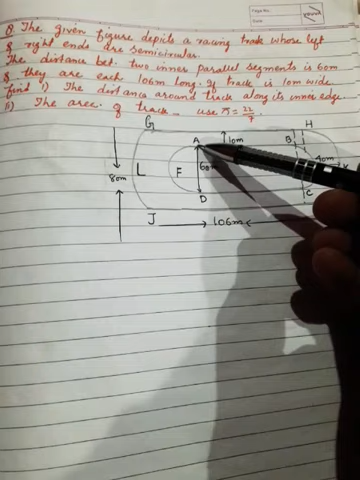 Q The given figure depicts a racing track whose left
& right ends are semicircular.
The distance bet. two inner parallel segments is 60m
& they are each 106m long. If track is 10m wide
find i) The distance around track along its inner edge.
ii) The area of track. use π = 22/7
G
H
A
10m
B
80m
L
F
60m
40m
K
D
C
J
106m